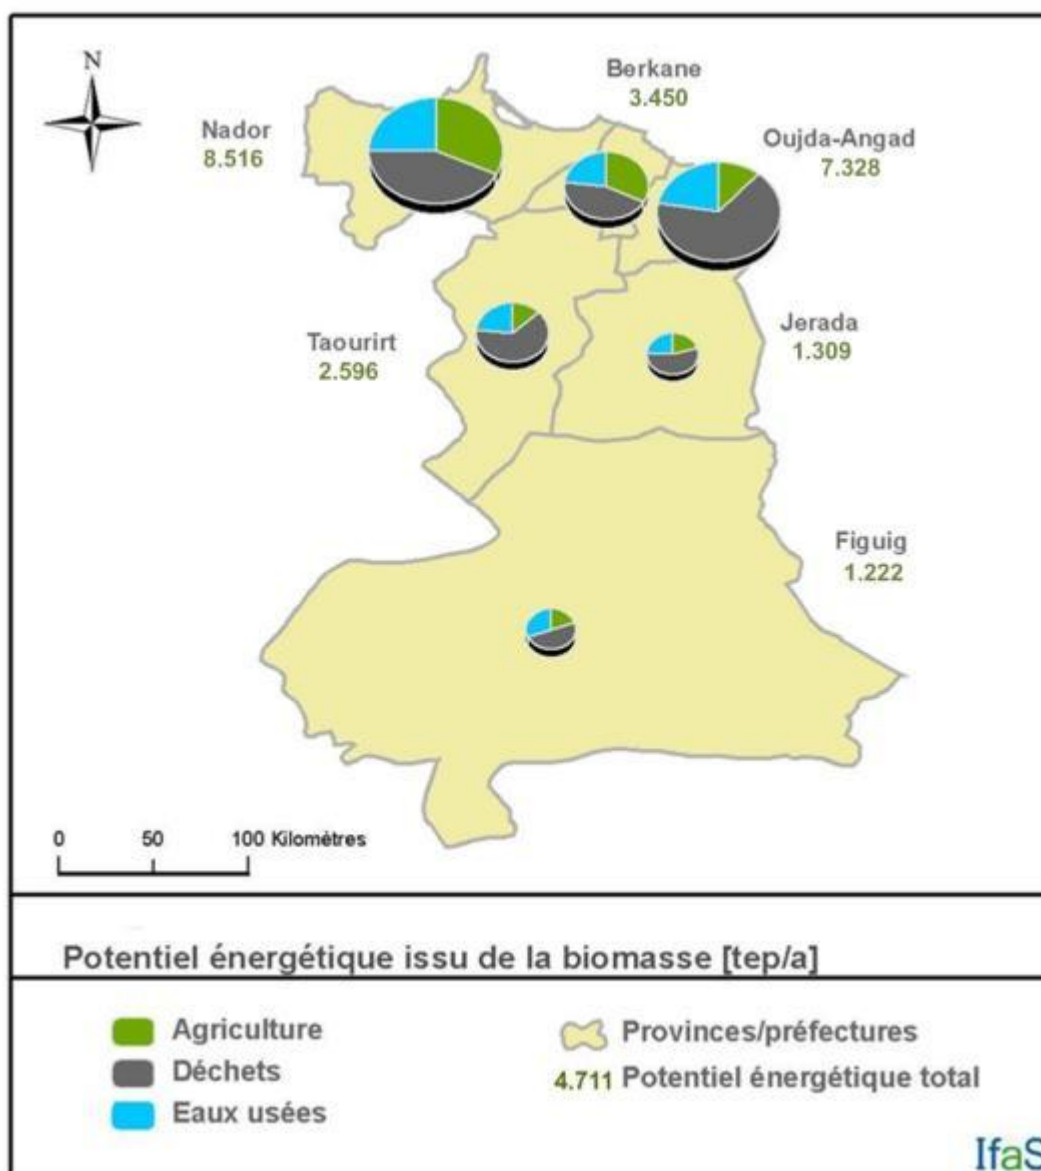 N
Berkane
3.450
Nador
8.516
Oujda-Angad
7.328
Taourirt
2.596
Jerada
1.309
Figuig
1.222
0 50 100 Kilomètres
Potentiel énergétique issu de la biomasse [tep/a]
Agriculture
Déchets
Eaux usées
Provinces/préfectures
4.711 Potentiel énergétique total
IfaS